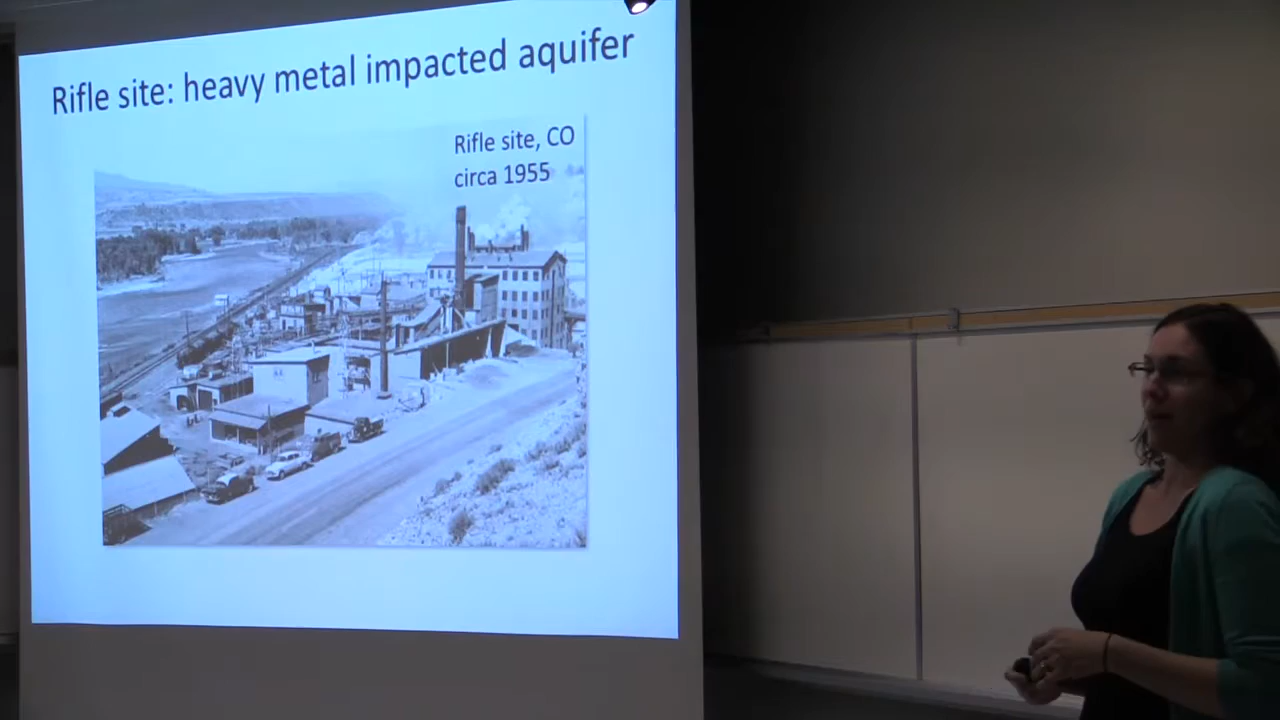 Rifle site: heavy metal impacted aquifer
Rifle site, CO
circa 1955